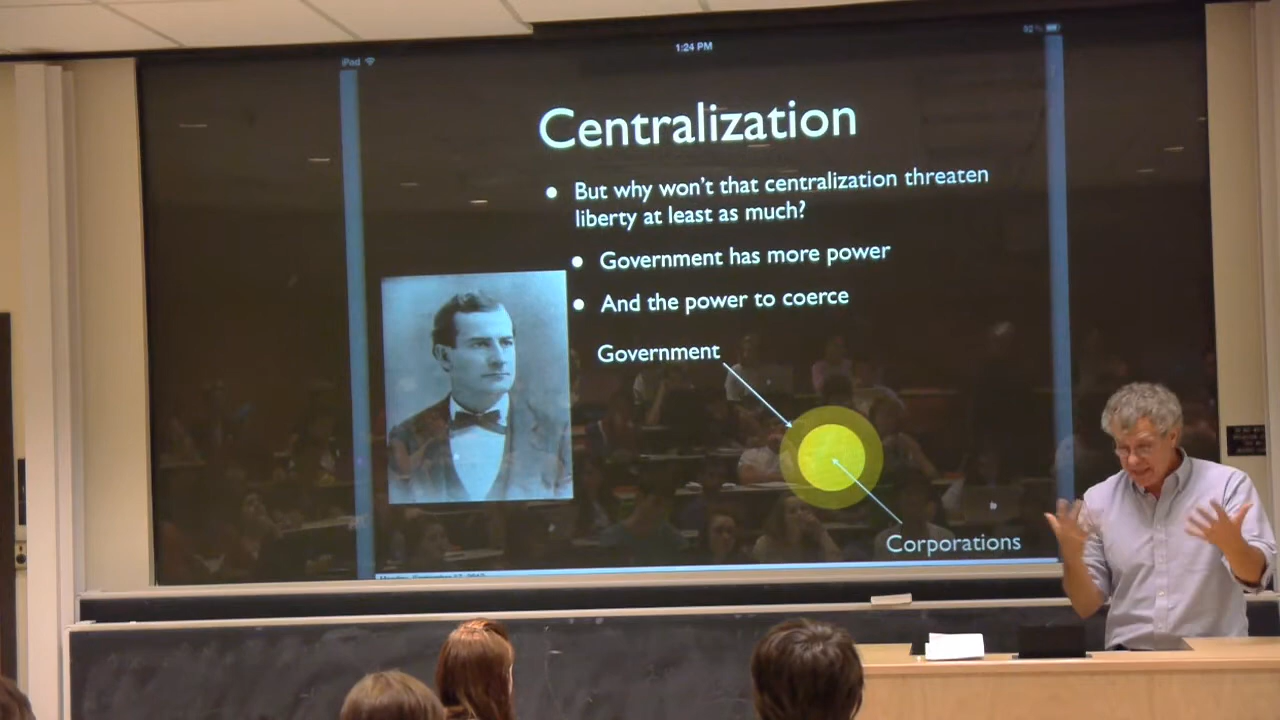 iPad
1:24 PM
92%
Centralization
• But why won't that centralization threaten
liberty at least as much?
• Government has more power
• And the power to coerce
Government
Corporations